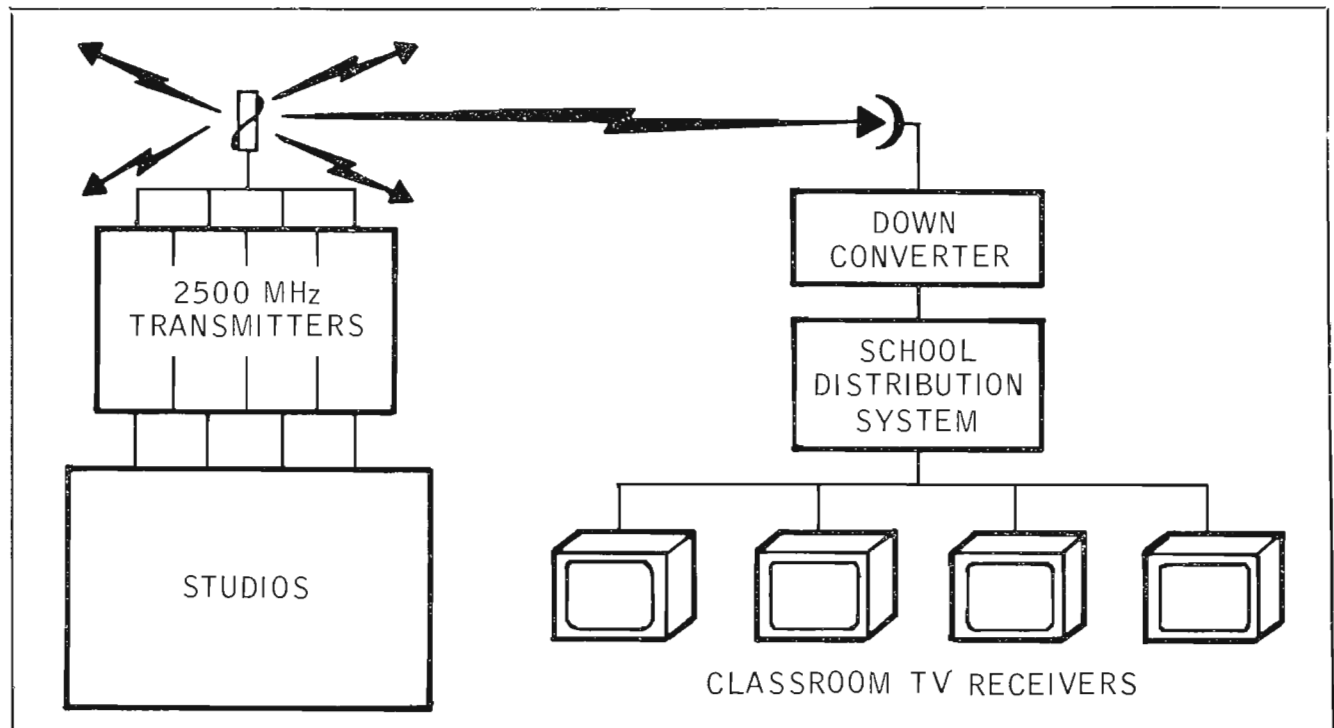 2500 MHz
TRANSMITTERS
STUDIOS
DOWN
CONVERTER
SCHOOL
DISTRIBUTION
SYSTEM
CLASSROOM TV RECEIVERS